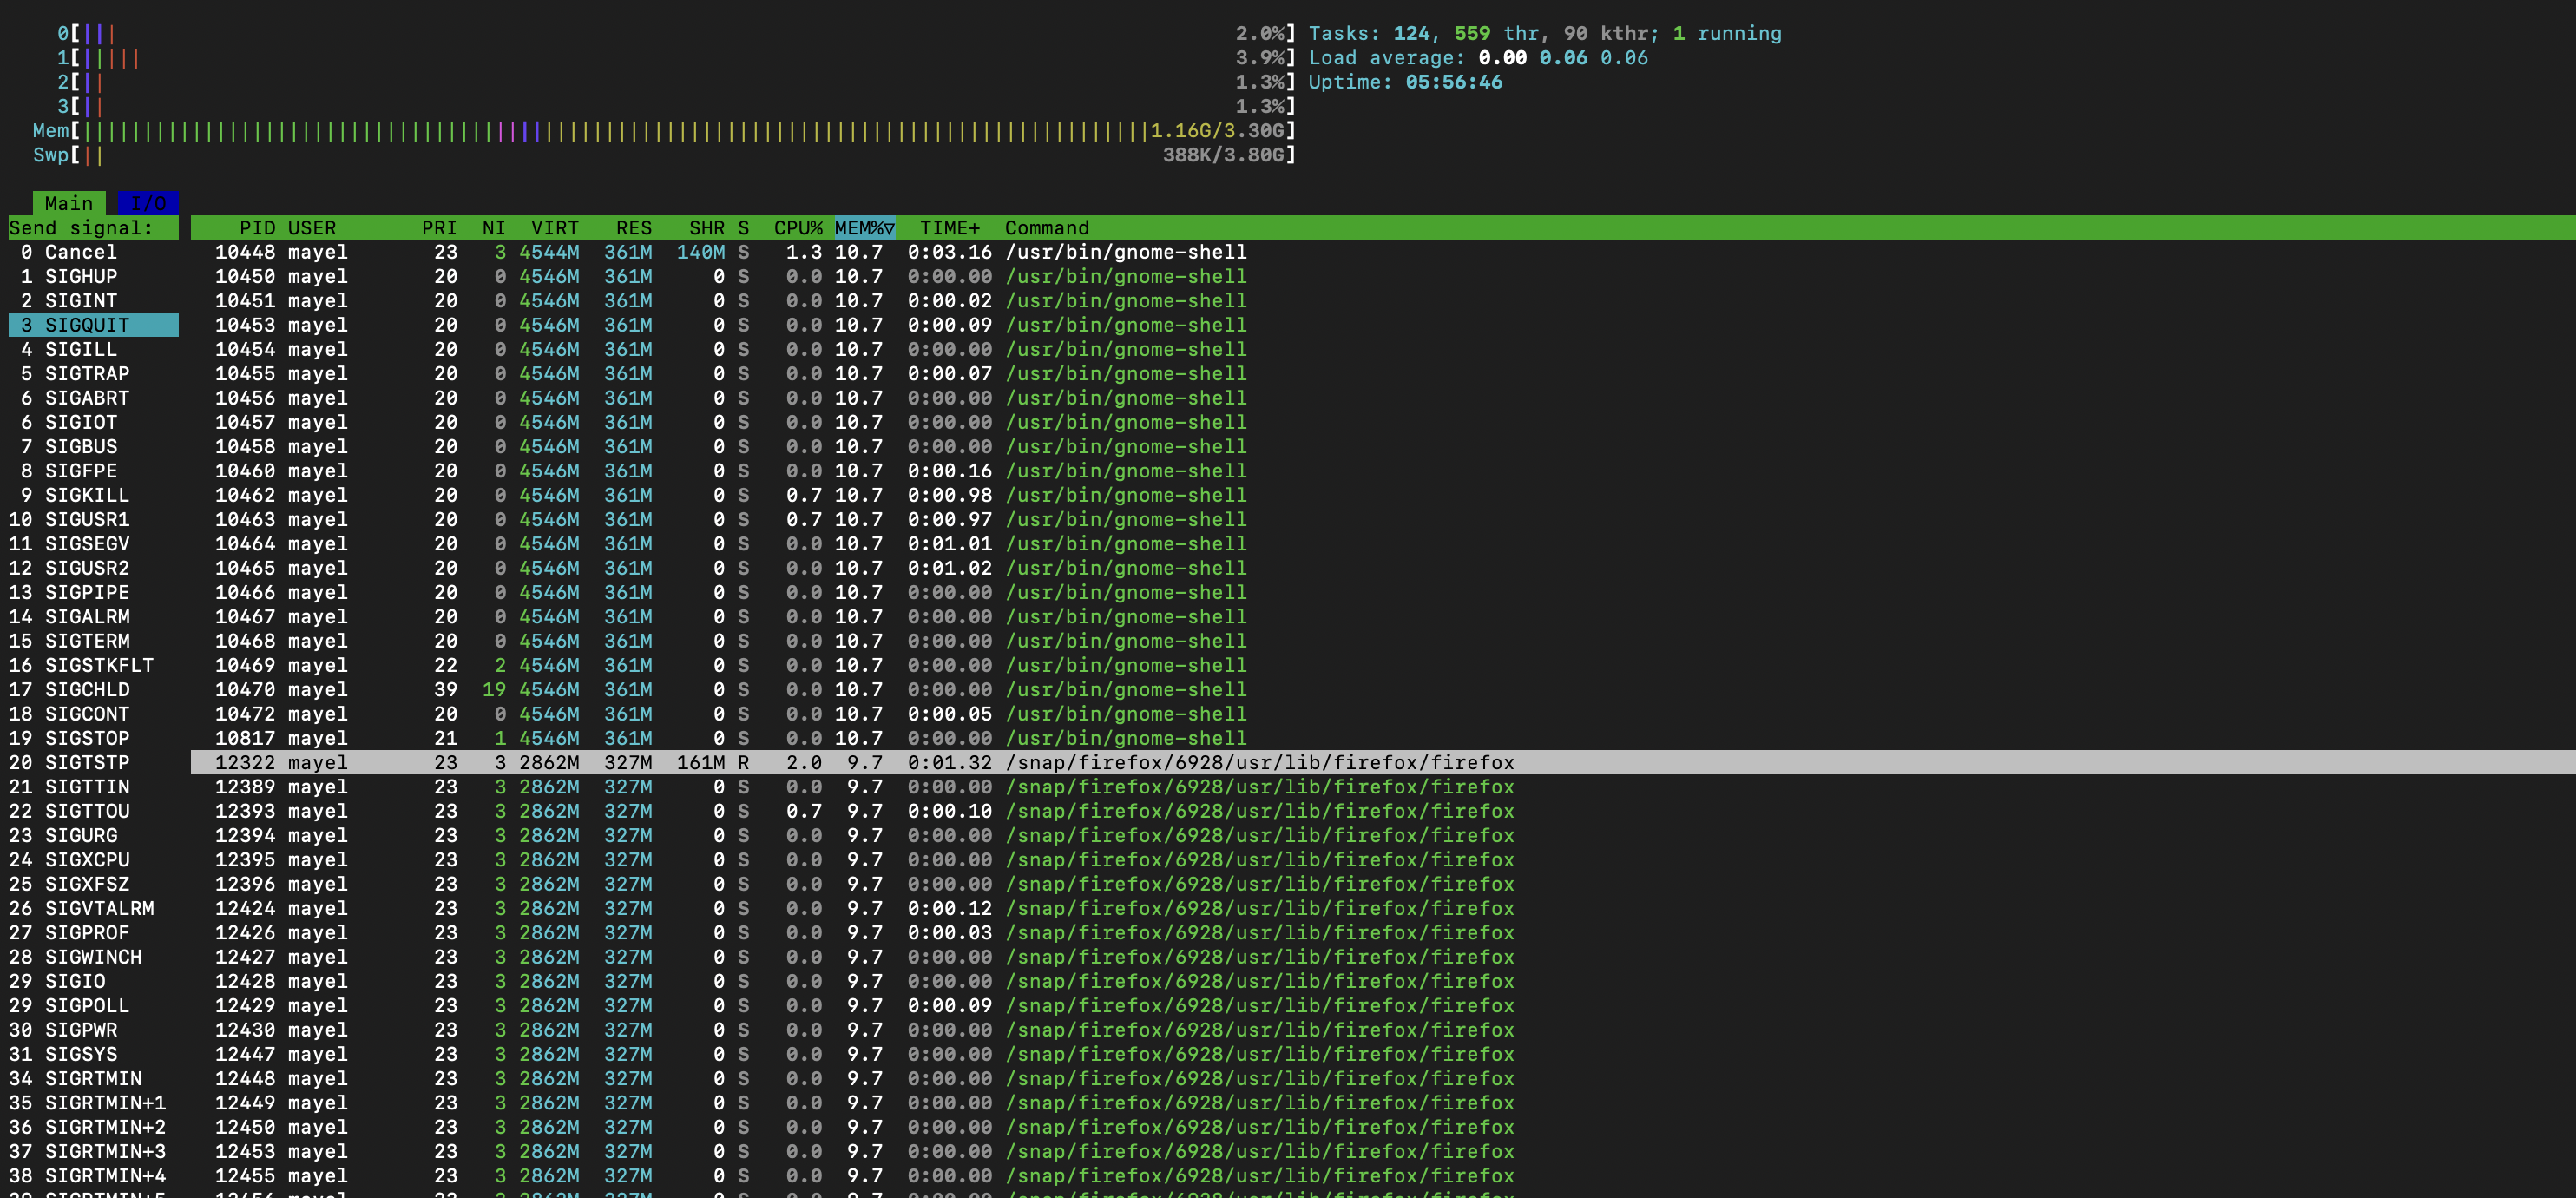 0[||| 2.0%] Tasks: 124, 559 thr, 90 kthr; 1 running
1[||||| 3.9%] Load average: 0.00 0.06 0.06
2[|| 1.3%] Uptime: 05:56:46
3[|| 1.3%]
Mem[||||||||||||||||||||||||||||||||||||||||||||||||||||||||||||||||||||||||||||||||||||||||1.16G/3.30G]
Swp[|| 388K/3.80G]
Main I/O
Send signal: PID USER PRI NI VIRT RES SHR S CPU% MEM%▽ TIME+ Command
0 Cancel 10448 mayel 23 3 4544M 361M 140M S 1.3 10.7 0:03.16 /usr/bin/gnome-shell
1 SIGHUP 10450 mayel 20 0 4546M 361M 0 S 0.0 10.7 0:00.00 /usr/bin/gnome-shell
2 SIGINT 10451 mayel 20 0 4546M 361M 0 S 0.0 10.7 0:00.02 /usr/bin/gnome-shell
3 SIGQUIT 10453 mayel 20 0 4546M 361M 0 S 0.0 10.7 0:00.09 /usr/bin/gnome-shell
4 SIGILL 10454 mayel 20 0 4546M 361M 0 S 0.0 10.7 0:00.00 /usr/bin/gnome-shell
5 SIGTRAP 10455 mayel 20 0 4546M 361M 0 S 0.0 10.7 0:00.07 /usr/bin/gnome-shell
6 SIGABRT 10456 mayel 20 0 4546M 361M 0 S 0.0 10.7 0:00.00 /usr/bin/gnome-shell
6 SIGIOT 10457 mayel 20 0 4546M 361M 0 S 0.0 10.7 0:00.00 /usr/bin/gnome-shell
7 SIGBUS 10458 mayel 20 0 4546M 361M 0 S 0.0 10.7 0:00.00 /usr/bin/gnome-shell
8 SIGFPE 10460 mayel 20 0 4546M 361M 0 S 0.0 10.7 0:00.16 /usr/bin/gnome-shell
9 SIGKILL 10462 mayel 20 0 4546M 361M 0 S 0.7 10.7 0:00.98 /usr/bin/gnome-shell
10 SIGUSR1 10463 mayel 20 0 4546M 361M 0 S 0.7 10.7 0:00.97 /usr/bin/gnome-shell
11 SIGSEGV 10464 mayel 20 0 4546M 361M 0 S 0.0 10.7 0:01.01 /usr/bin/gnome-shell
12 SIGUSR2 10465 mayel 20 0 4546M 361M 0 S 0.0 10.7 0:01.02 /usr/bin/gnome-shell
13 SIGPIPE 10466 mayel 20 0 4546M 361M 0 S 0.0 10.7 0:00.00 /usr/bin/gnome-shell
14 SIGALRM 10467 mayel 20 0 4546M 361M 0 S 0.0 10.7 0:00.00 /usr/bin/gnome-shell
15 SIGTERM 10468 mayel 20 0 4546M 361M 0 S 0.0 10.7 0:00.00 /usr/bin/gnome-shell
16 SIGSTKFLT 10469 mayel 22 2 4546M 361M 0 S 0.0 10.7 0:00.00 /usr/bin/gnome-shell
17 SIGCHLD 10470 mayel 39 19 4546M 361M 0 S 0.0 10.7 0:00.00 /usr/bin/gnome-shell
18 SIGCONT 10472 mayel 20 0 4546M 361M 0 S 0.0 10.7 0:00.05 /usr/bin/gnome-shell
19 SIGSTOP 10817 mayel 21 1 4546M 361M 0 S 0.0 10.7 0:00.00 /usr/bin/gnome-shell
20 SIGTSTP 12322 mayel 23 3 2862M 327M 161M R 2.0 9.7 0:01.32 /snap/firefox/6928/usr/lib/firefox/firefox
21 SIGTTIN 12389 mayel 23 3 2862M 327M 0 S 0.0 9.7 0:00.00 /snap/firefox/6928/usr/lib/firefox/firefox
22 SIGTTOU 12393 mayel 23 3 2862M 327M 0 S 0.7 9.7 0:00.10 /snap/firefox/6928/usr/lib/firefox/firefox
23 SIGURG 12394 mayel 23 3 2862M 327M 0 S 0.0 9.7 0:00.00 /snap/firefox/6928/usr/lib/firefox/firefox
24 SIGXCPU 12395 mayel 23 3 2862M 327M 0 S 0.0 9.7 0:00.00 /snap/firefox/6928/usr/lib/firefox/firefox
25 SIGXFSZ 12396 mayel 23 3 2862M 327M 0 S 0.0 9.7 0:00.00 /snap/firefox/6928/usr/lib/firefox/firefox
26 SIGVTALRM 12424 mayel 23 3 2862M 327M 0 S 0.0 9.7 0:00.12 /snap/firefox/6928/usr/lib/firefox/firefox
27 SIGPROF 12426 mayel 23 3 2862M 327M 0 S 0.0 9.7 0:00.03 /snap/firefox/6928/usr/lib/firefox/firefox
28 SIGWINCH 12427 mayel 23 3 2862M 327M 0 S 0.0 9.7 0:00.00 /snap/firefox/6928/usr/lib/firefox/firefox
29 SIGIO 12428 mayel 23 3 2862M 327M 0 S 0.0 9.7 0:00.00 /snap/firefox/6928/usr/lib/firefox/firefox
29 SIGPOLL 12429 mayel 23 3 2862M 327M 0 S 0.0 9.7 0:00.09 /snap/firefox/6928/usr/lib/firefox/firefox
30 SIGPWR 12430 mayel 23 3 2862M 327M 0 S 0.0 9.7 0:00.00 /snap/firefox/6928/usr/lib/firefox/firefox
31 SIGSYS 12447 mayel 23 3 2862M 327M 0 S 0.0 9.7 0:00.00 /snap/firefox/6928/usr/lib/firefox/firefox
34 SIGRTMIN 12448 mayel 23 3 2862M 327M 0 S 0.0 9.7 0:00.00 /snap/firefox/6928/usr/lib/firefox/firefox
35 SIGRTMIN+1 12449 mayel 23 3 2862M 327M 0 S 0.0 9.7 0:00.00 /snap/firefox/6928/usr/lib/firefox/firefox
36 SIGRTMIN+2 12450 mayel 23 3 2862M 327M 0 S 0.0 9.7 0:00.00 /snap/firefox/6928/usr/lib/firefox/firefox
37 SIGRTMIN+3 12453 mayel 23 3 2862M 327M 0 S 0.0 9.7 0:00.00 /snap/firefox/6928/usr/lib/firefox/firefox
38 SIGRTMIN+4 12455 mayel 23 3 2862M 327M 0 S 0.0 9.7 0:00.00 /snap/firefox/6928/usr/lib/firefox/firefox